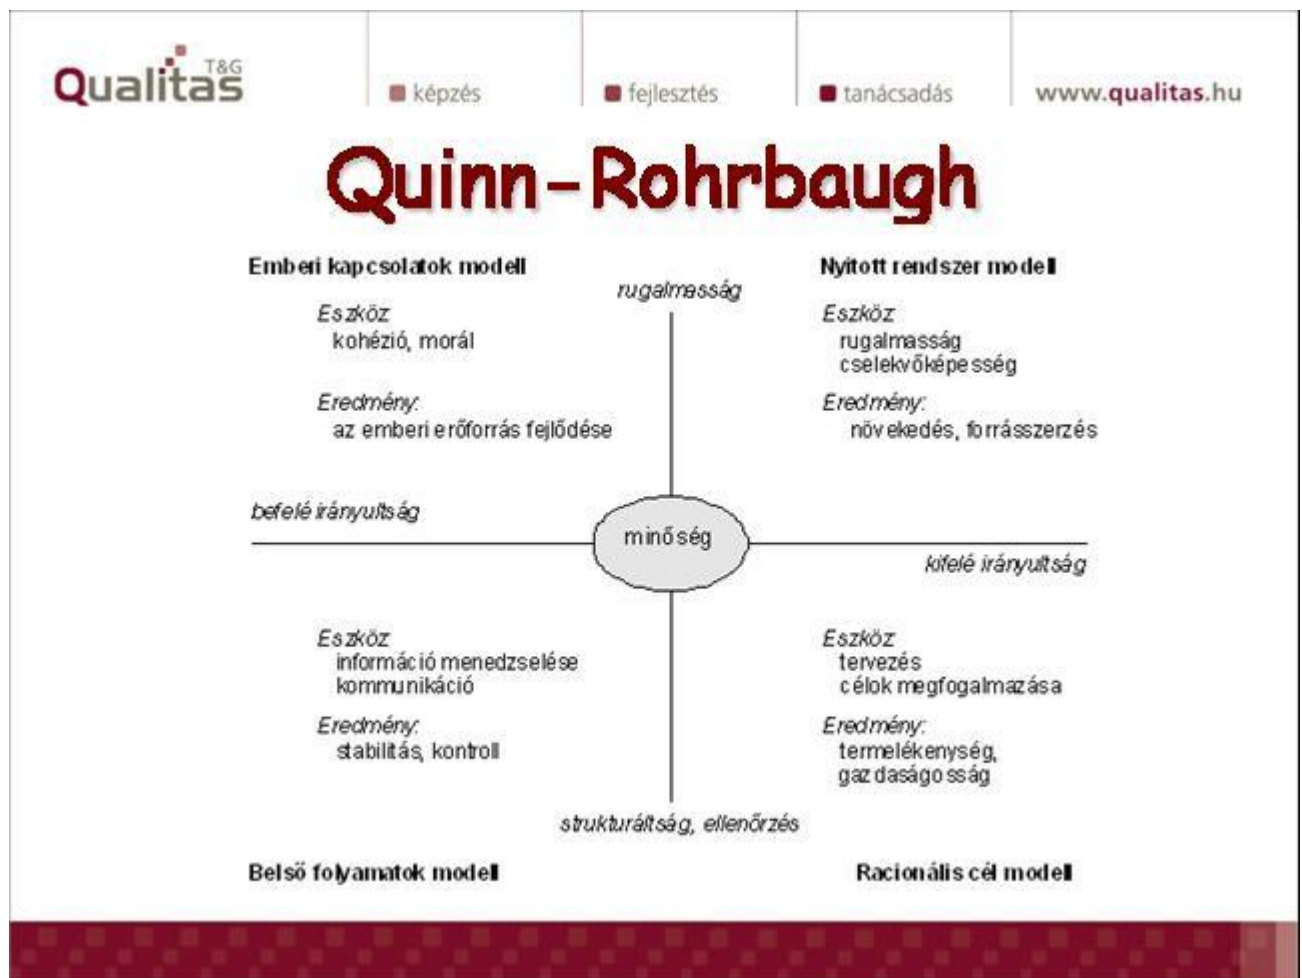 Qualitas T&G
képzés
fejlesztés
tanácsadás
www.qualitas.hu
Quinn-Rohrbaugh
Emberi kapcsolatok modell
Eszköz
kohézió, morál
Eredmény:
az emberi erőforrás fejlődése
rugalmasság
Nyitott rendszer modell
Eszköz
rugalmasság
cselekvőképesség
Eredmény:
növekedés, forrásszerzés
befelé irányultság
minőség
kifelé irányultság
Eszköz
információ menedzselése
kommunikáció
Eredmény:
stabilitás, kontroll
Eszköz
tervezés
célok megfogalmazása
Eredmény:
termelékenység,
gazdaságosság
strukturáltság, ellenőrzés
Belső folyamatok modell
Racionális cél modell